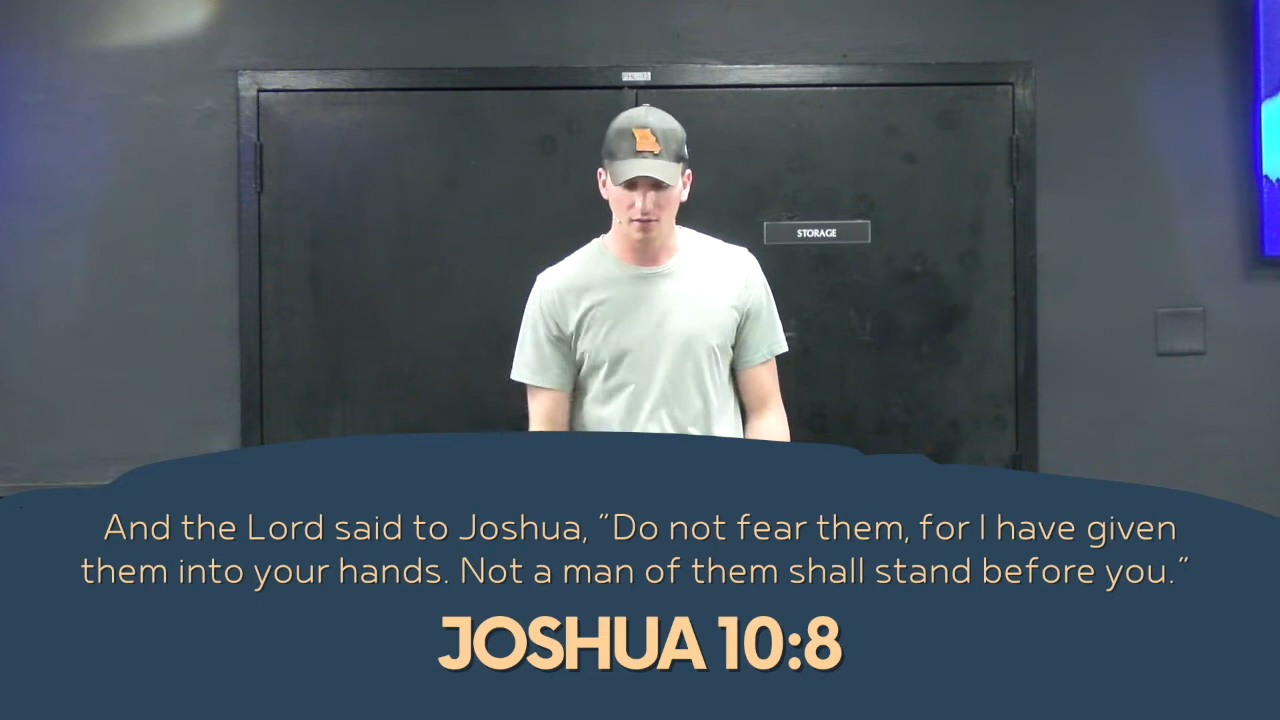 STORAGE
And the Lord said to Joshua, “Do not fear them, for I have given
them into your hands. Not a man of them shall stand before you.”
JOSHUA 10:8